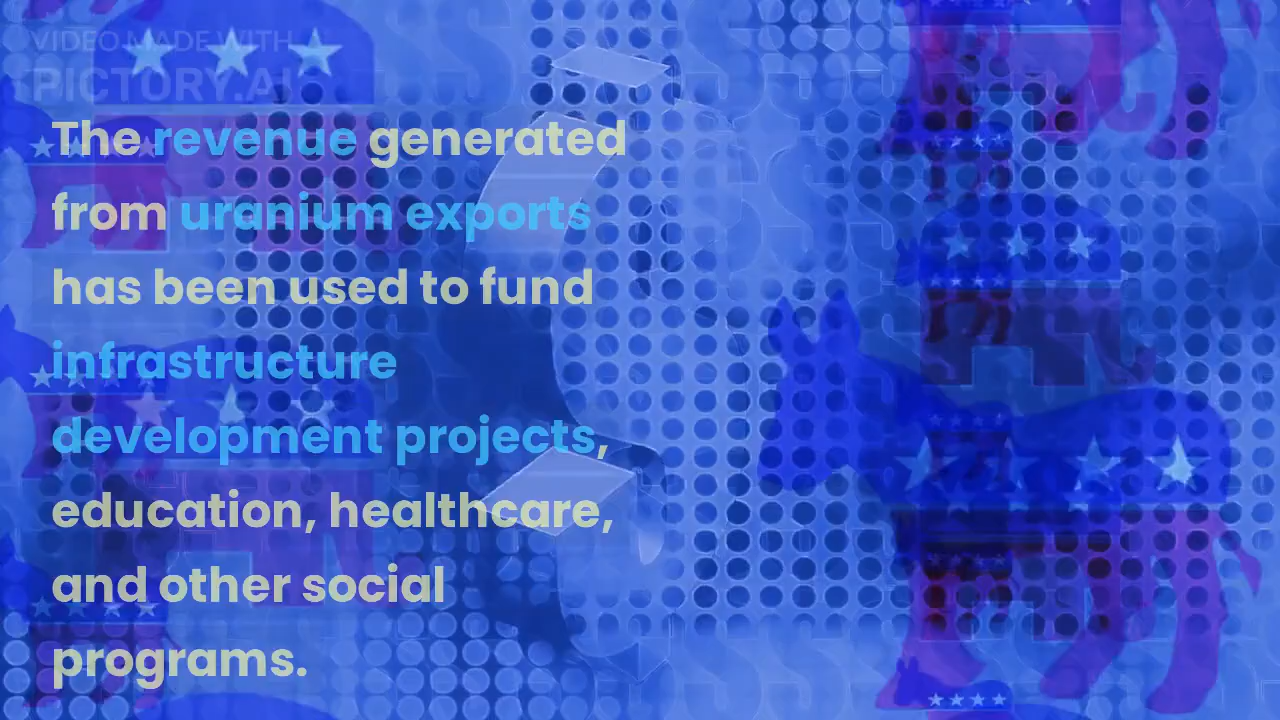 VIDEO MADE WITH
PICTORY.AI
The revenue generated
from uranium exports
has been used to fund
infrastructure
development projects,
education, healthcare,
and other social
programs.